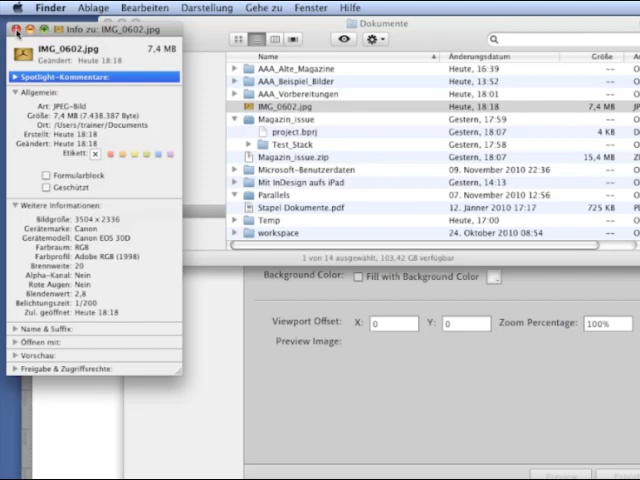 Finder Ablage Bearbeiten Darstellung Gehe zu Fenster Hilfe
Info zu: IMG_0602.jpg
IMG_0602.jpg 7,4 MB
Geändert: Heute 18:18
Spotlight-Kommentare:
Allgemein:
Art: JPEG-Bild
Größe: 7,4 MB (7.438.387 Byte)
Ort: /Users/trainer/Documents
Erstellt: Heute 18:18
Geändert: Heute 18:18
Etikett: x
Formularblock
Geschützt
Weitere Informationen:
Bildgröße: 3504 x 2336
Gerätemarke: Canon
Gerätemodell: Canon EOS 30D
Farbraum: RGB
Farbprofil: Adobe RGB (1998)
Brennweite: 20
Alpha-Kanal: Nein
Rote Augen: Nein
Blendenwert: 2,8
Belichtungszeit: 1/200
Zul. geöffnet: Heute 18:18
Name & Suffix:
Öffnen mit:
Vorschau:
Freigabe & Zugriffsrechte:
Dokumente
Name Änderungsdatum Größe A
AAA_Alte_Magazine Heute, 16:39 -- O
AAA_Beispiel_Bilder Heute, 13:52 -- O
AAA_Vorbereitungen Heute, 18:01 -- O
IMG_0602.jpg Heute, 18:18 7,4 MB JP
Magazin_issue Gestern, 17:59 -- O
project.bprj Gestern, 18:07 4 KB D
Test_Stack Gestern, 17:58 -- O
Magazin_issue.zip Gestern, 18:07 15,4 MB Z
Microsoft-Benutzerdaten 09. November 2010 22:36 -- O
Mit InDesign aufs iPad Gestern, 14:13 -- O
Parallels 07. November 2010 12:56 -- O
Stapel Dokumente.pdf 12. Jänner 2010 17:17 725 KB P
Temp Heute, 17:00 -- O
workspace 24. Oktober 2010 08:54 -- O
1 von 14 ausgewählt, 103,42 GB verfügbar
Background Color: Fill with Background Color
Viewport Offset: X: 0 Y: 0 Zoom Percentage: 100%
Preview Image:
Preview Export